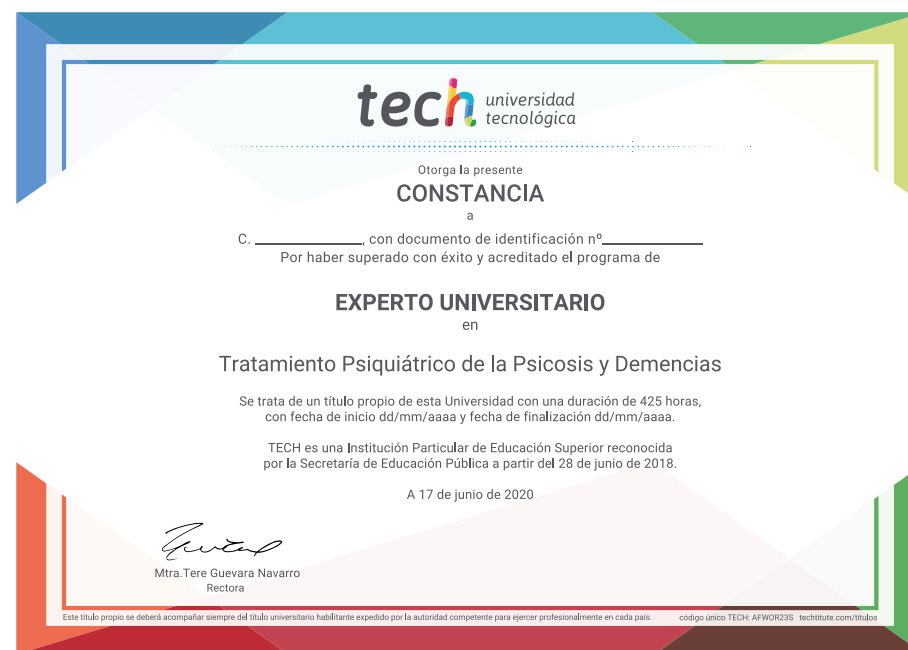 tech universidad
tecnológica
Otorga la presente
CONSTANCIA
a
C. ____________, con documento de identificación nº____________
Por haber superado con éxito y acreditado el programa de
EXPERTO UNIVERSITARIO
en
Tratamiento Psiquiátrico de la Psicosis y Demencias
Se trata de un título propio de esta Universidad con una duración de 425 horas,
con fecha de inicio dd/mm/aaaa y fecha de finalización dd/mm/aaaa.
TECH es una Institución Particular de Educación Superior reconocida
por la Secretaría de Educación Pública a partir del 28 de junio de 2018.
A 17 de junio de 2020
Mtra.Tere Guevara Navarro
Rectora
Este título propio se deberá acompañar siempre del título universitario habilitante expedido por la autoridad competente para ejercer profesionalmente en cada país. código único TECH: AFWOR23S techtitute.com/titulos